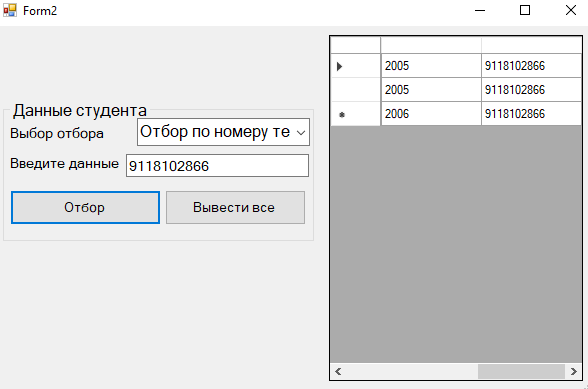 Form2
Данные студента
Выбор отбора
Отбор по номеру те
Введите данные
9118102866
Отбор
Вывести все
2005 9118102866
2005 9118102866
2006 9118102866